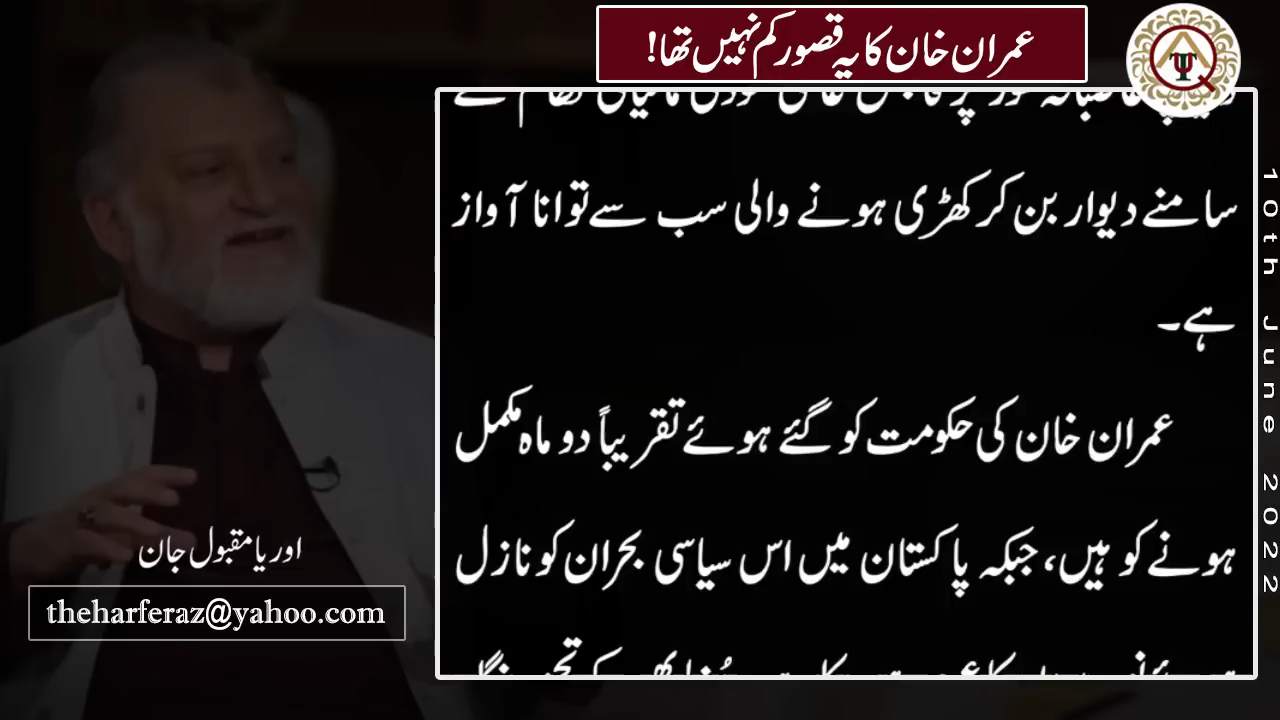 عمران خان کا یہ قصور کم نہیں تھا!
سامنے دیوار بن کر کھڑی ہونے والی سب سے توانا آواز
ہے۔
عمران خان کی حکومت کو گئے ہوئے تقریباً دو ماہ مکمل
ہونے کو ہیں، جبکہ پاکستان میں اس سیاسی بحران کو نازل
اوریا مقبول جان
theharferaz@yahoo.com
10th June 2022